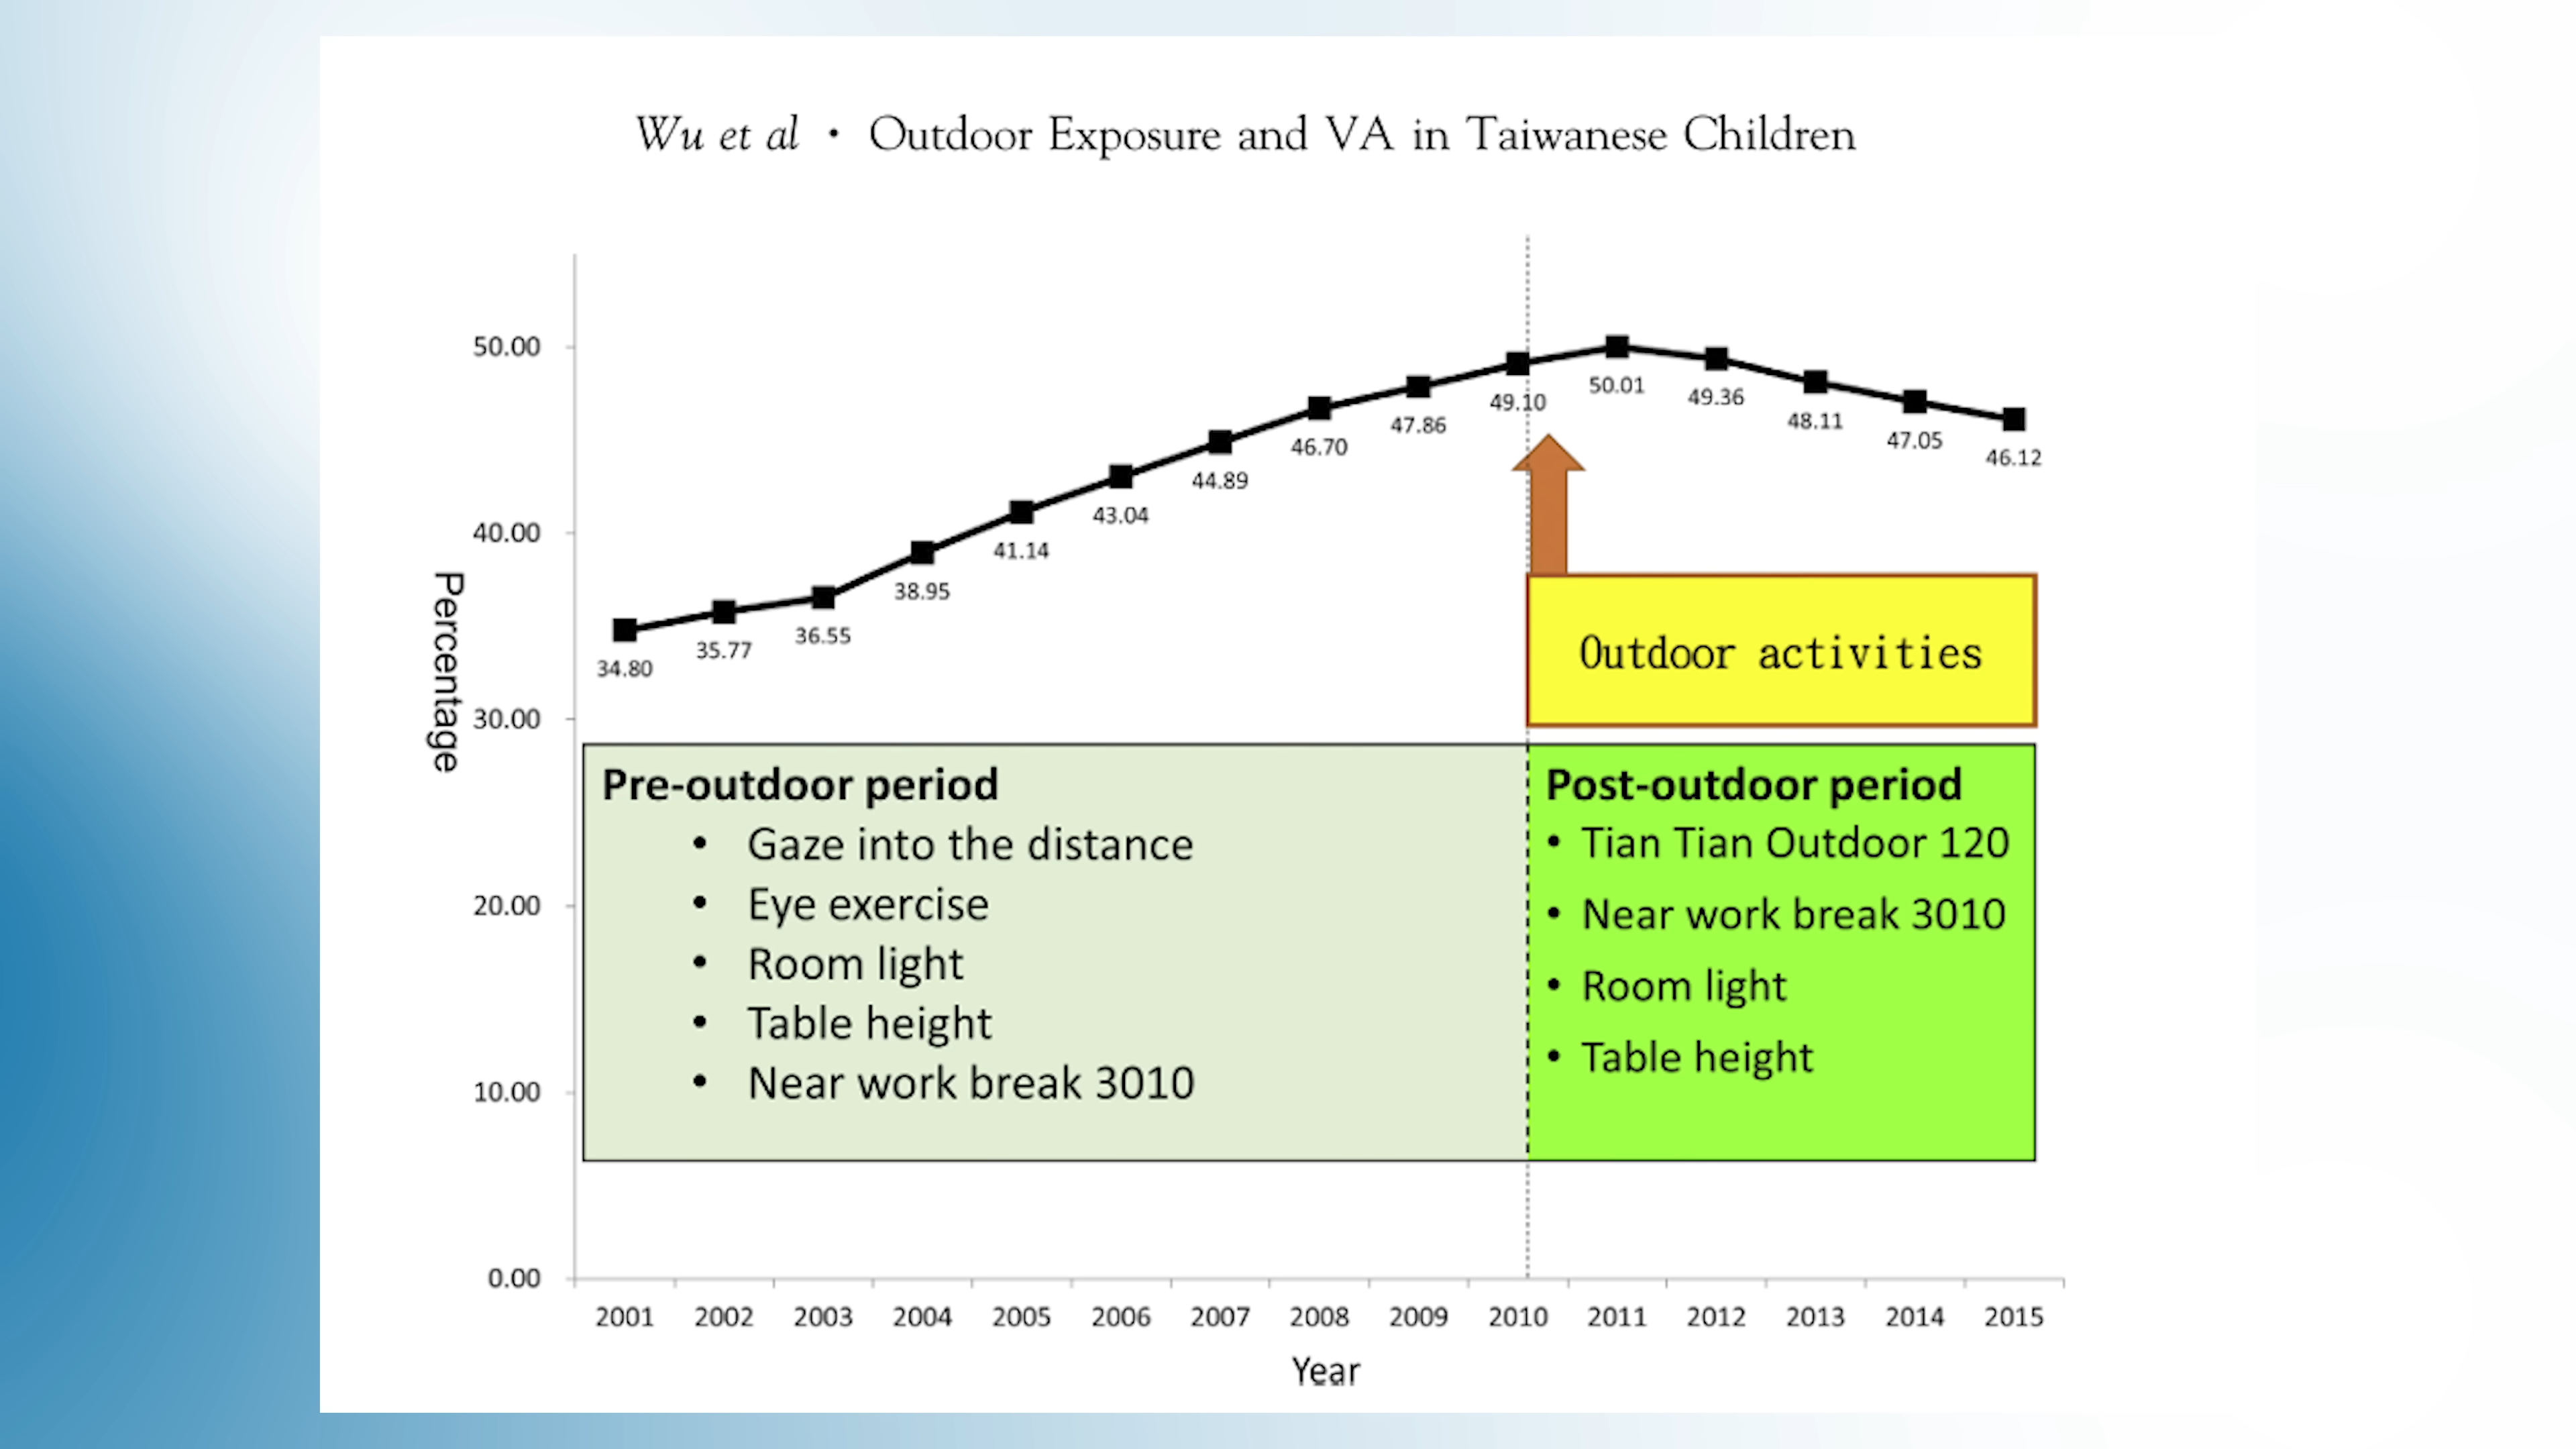 Wu et al • Outdoor Exposure and VA in Taiwanese Children
50.00
40.00
30.00
20.00
10.00
0.00
Percentage
34.80
35.77
36.55
38.95
41.14
43.04
44.89
46.70
47.86
49.10
50.01
49.36
48.11
47.05
46.12
Outdoor activities
Pre-outdoor period
• Gaze into the distance
• Eye exercise
• Room light
• Table height
• Near work break 3010
Post-outdoor period
• Tian Tian Outdoor 120
• Near work break 3010
• Room light
• Table height
2001 2002 2003 2004 2005 2006 2007 2008 2009 2010 2011 2012 2013 2014 2015
Year